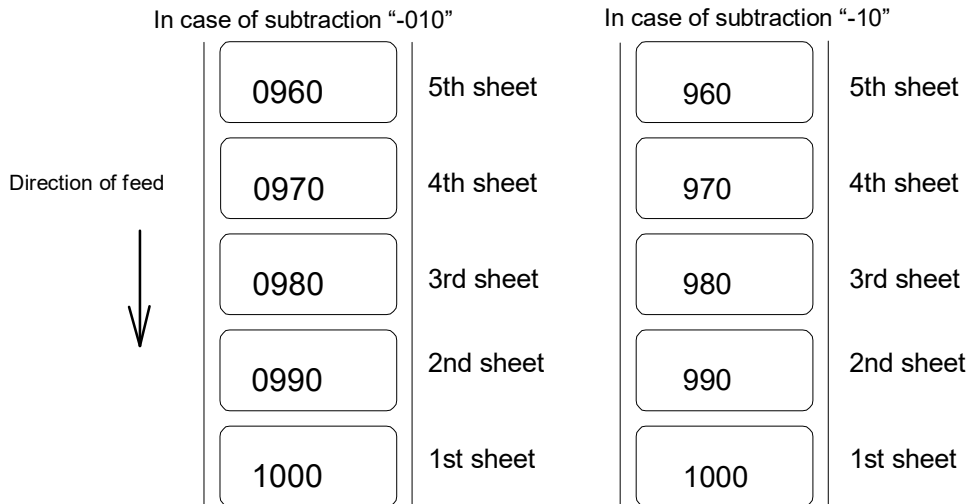 In case of subtraction “-010”
In case of subtraction “-10”
0960
5th sheet
960
5th sheet
Direction of feed
0970
4th sheet
970
4th sheet
0980
3rd sheet
980
3rd sheet
0990
2nd sheet
990
2nd sheet
1000
1st sheet
1000
1st sheet